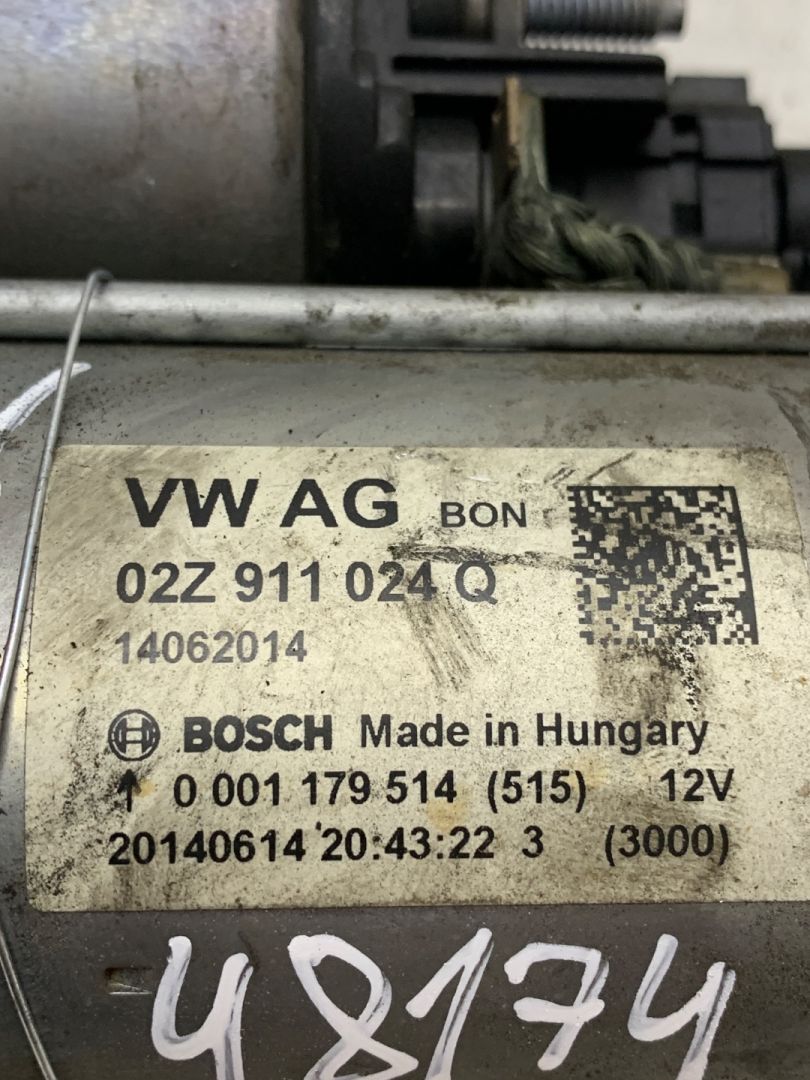 VW AG BON
02Z 911 024 Q
14062014
BOSCH Made in Hungary
↑ 0 001 179 514 (515) 12V
20140614 20:43:22 3 (3000)
48174